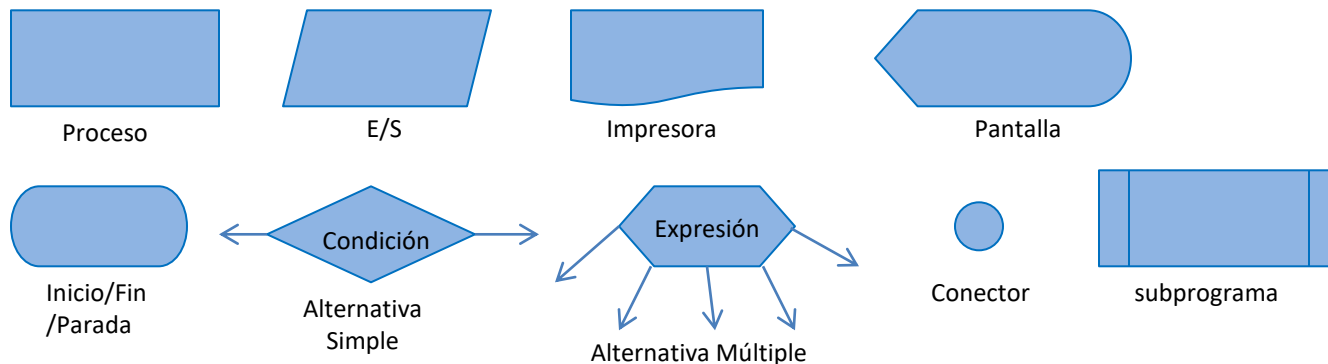 Proceso
E/S
Impresora
Pantalla
Condición
Expresión
Inicio/Fin
/Parada
Alternativa
Simple
Alternativa Múltiple
Conector
subprograma